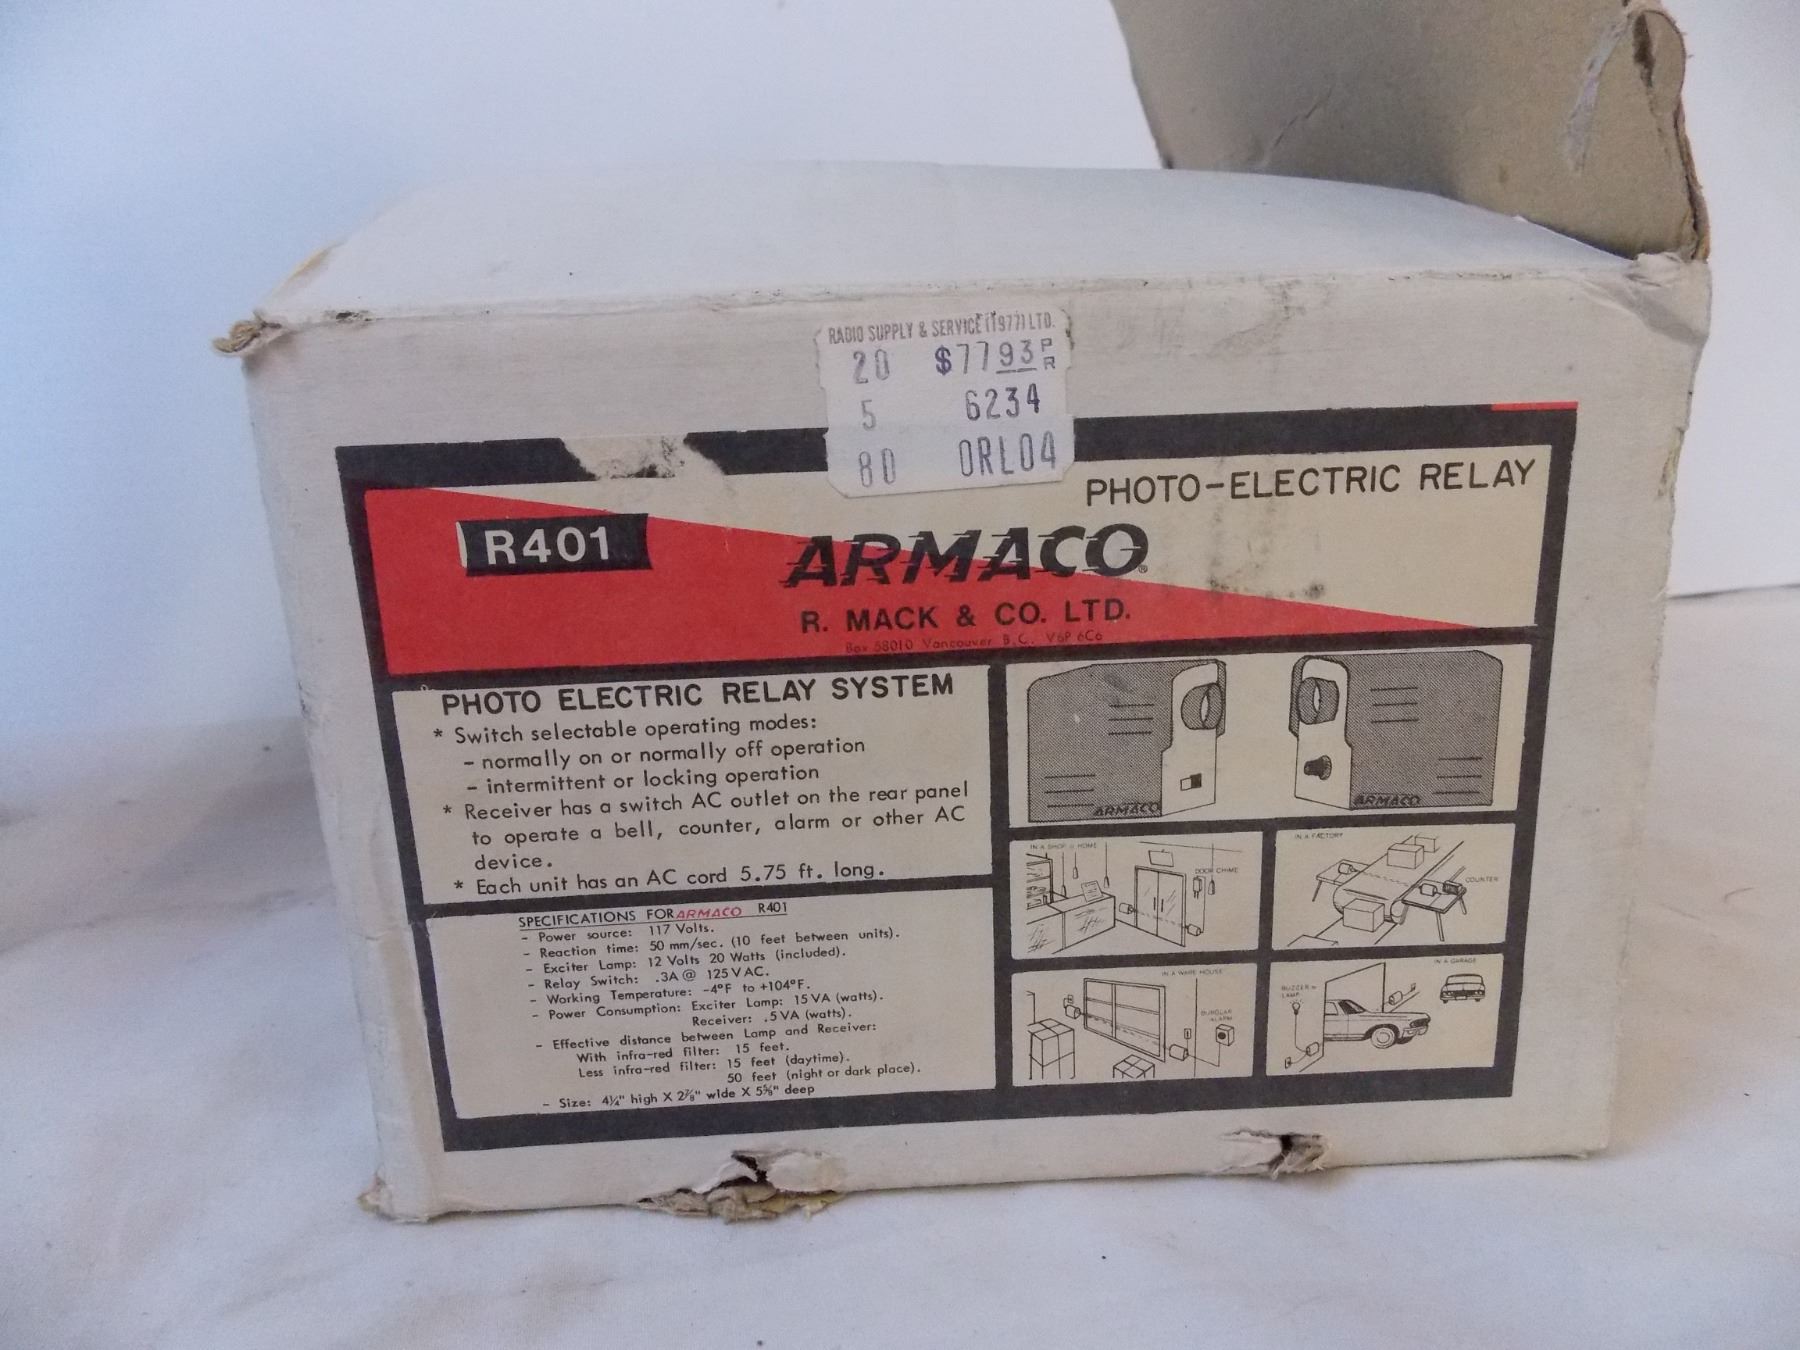 RADIO SUPPLY & SERVICE (1977) LTD.
20 $77 93 PR
5 6234
80 ORL04
PHOTO-ELECTRIC RELAY
R401
ARMACO®
R. MACK & CO. LTD.
Box 58010 Vancouver B.C. V6P 6C6
PHOTO ELECTRIC RELAY SYSTEM
* Switch selectable operating modes:
- normally on or normally off operation
- intermittent or locking operation
* Receiver has a switch AC outlet on the rear panel
to operate a bell, counter, alarm or other AC
device.
* Each unit has an AC cord 5.75 ft. long.
SPECIFICATIONS FOR ARMACO R401
- Power source: 117 Volts.
- Reaction time: 50 mm/sec. (10 feet between units).
- Exciter Lamp: 12 Volts 20 Watts (included).
- Relay Switch: .3A @ 125 V AC.
- Working Temperature: -4°F to +104°F.
- Power Consumption: Exciter Lamp: 15 VA (watts).
Receiver: .5 VA (watts).
- Effective distance between Lamp and Receiver:
With infra-red filter: 15 feet.
Less infra-red filter: 15 feet (daytime).
50 feet (night or dark place).
- Size: 4¼" high X 2⅞" wide X 5⅝" deep
ARMACO
ARMACO
IN A SHOP or HOME
DOOR CHIME
IN A FACTORY
COUNTER
IN A WARE HOUSE
BURGLAR
ALARM
IN A GARAGE
BUZZER or
LAMP